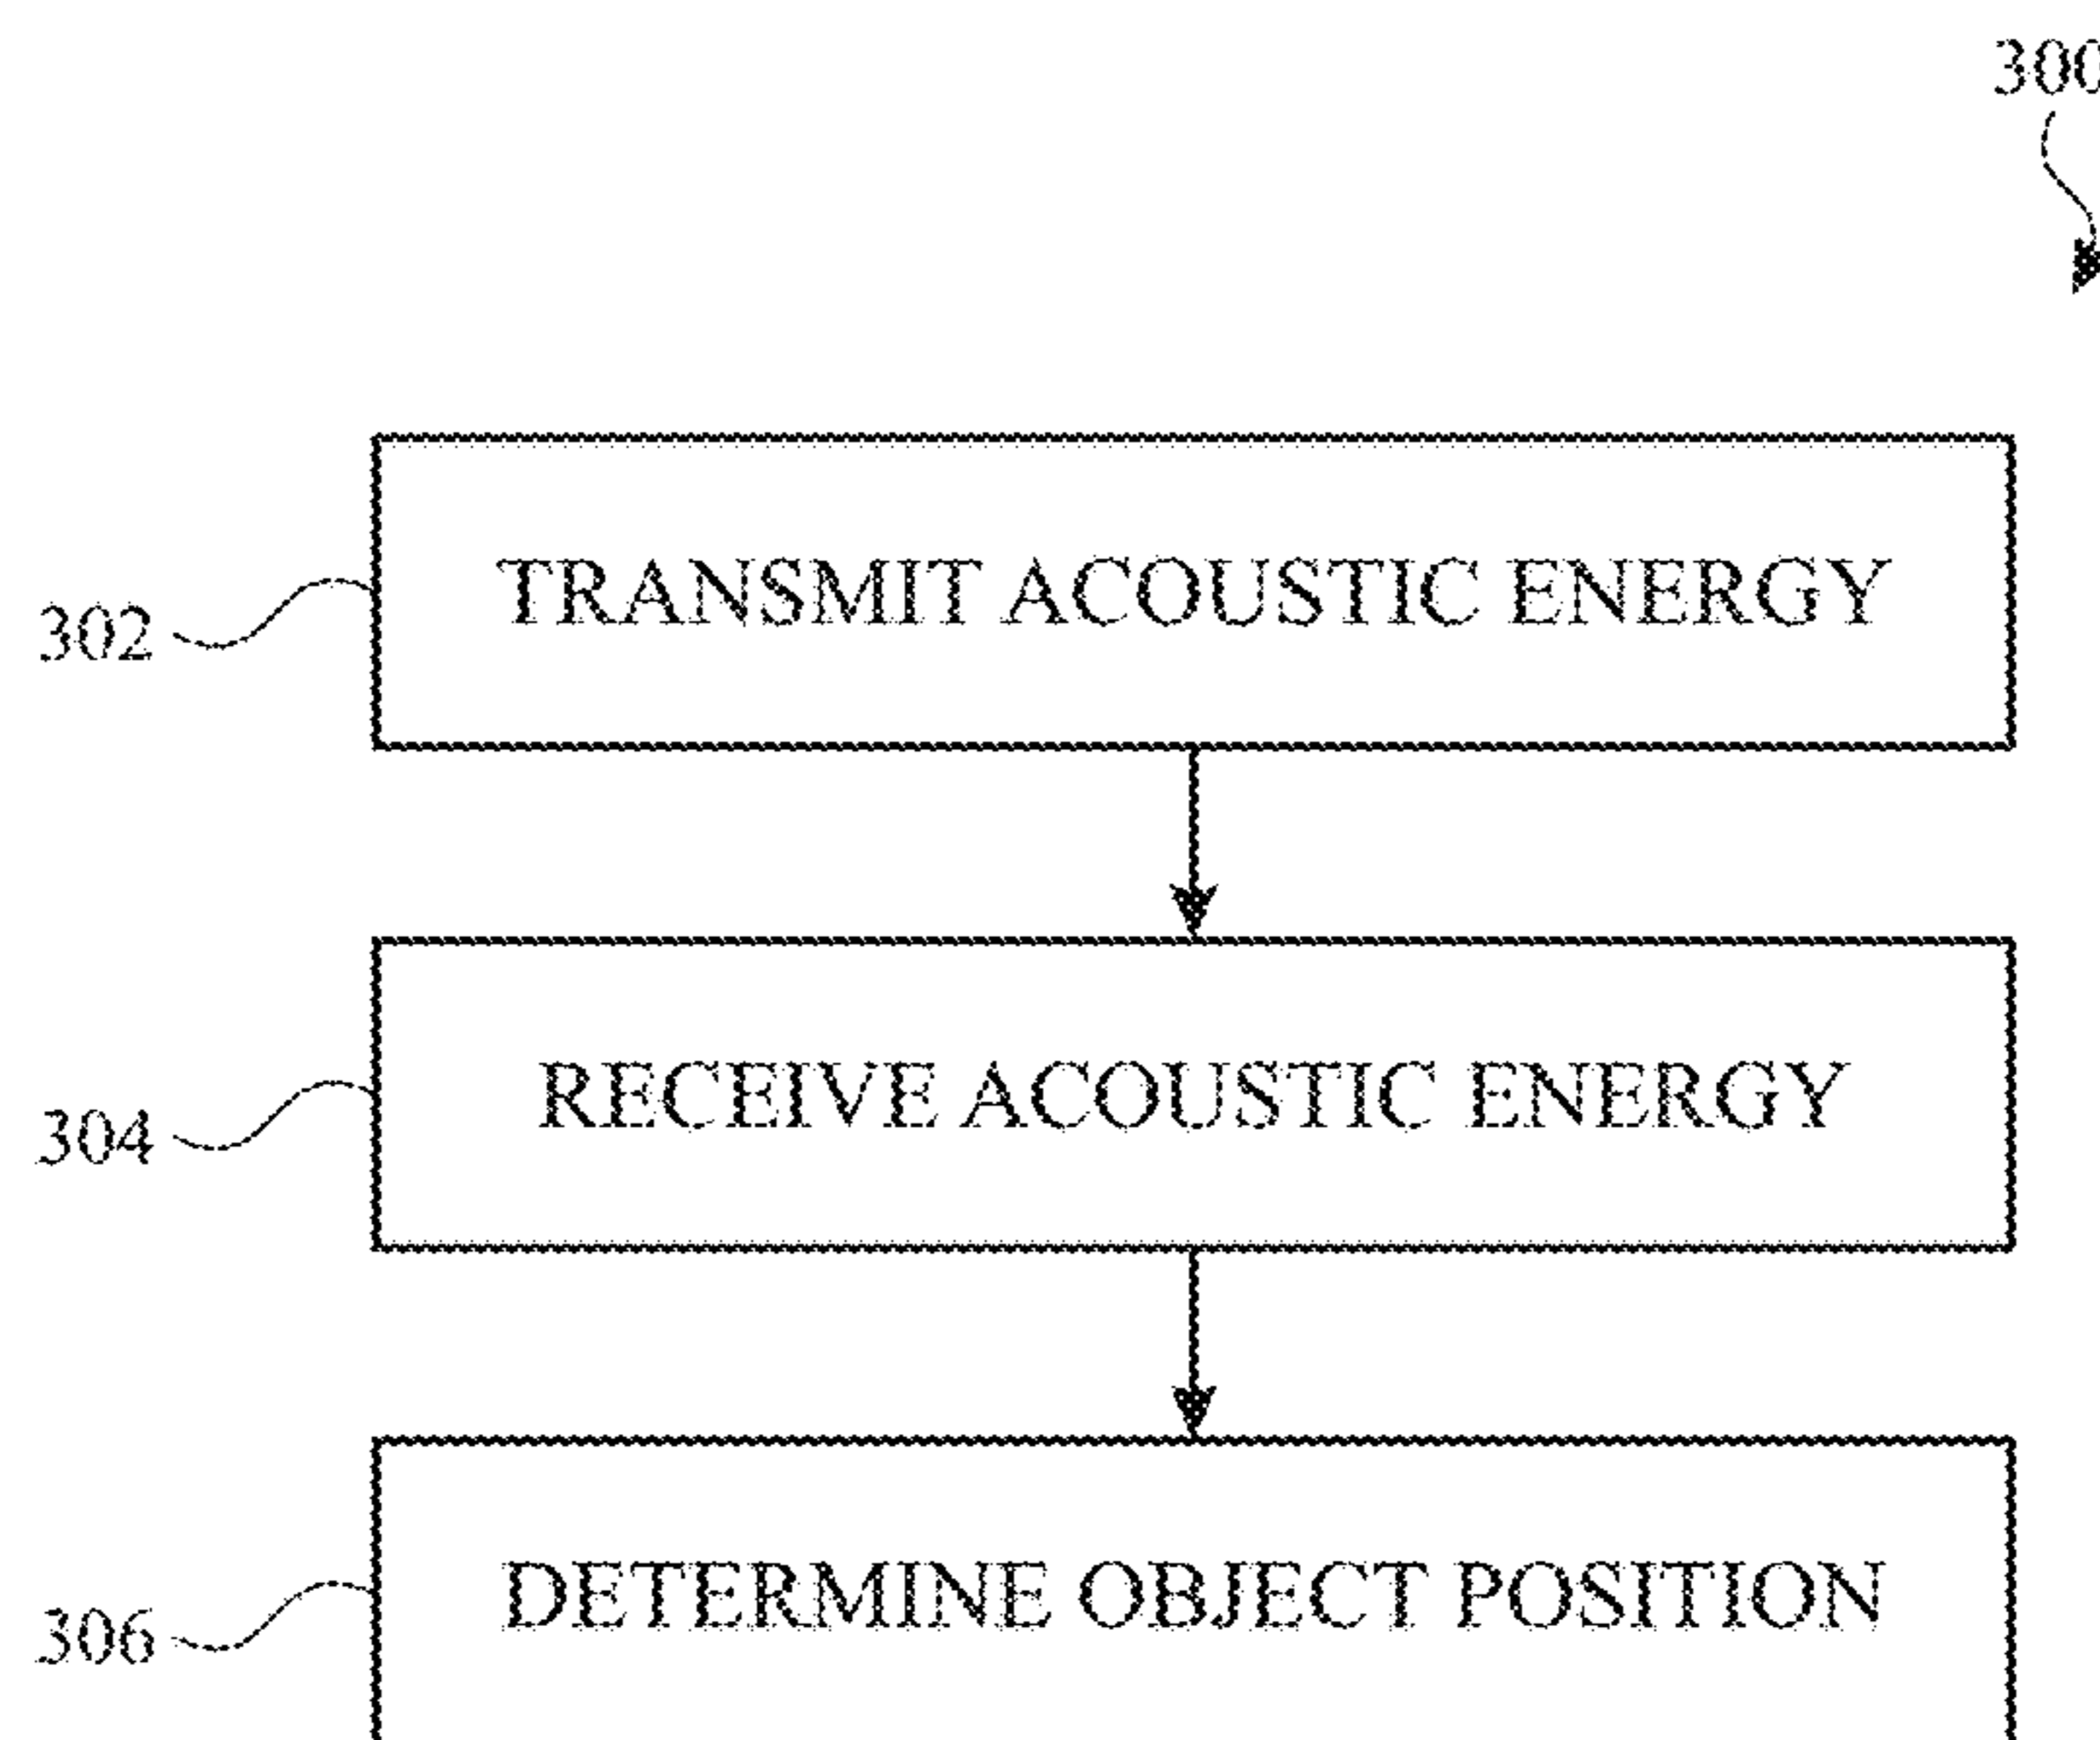 300
TRANSMIT ACOUSTIC ENERGY
302
RECEIVE ACOUSTIC ENERGY
304
DETERMINE OBJECT POSITION
306